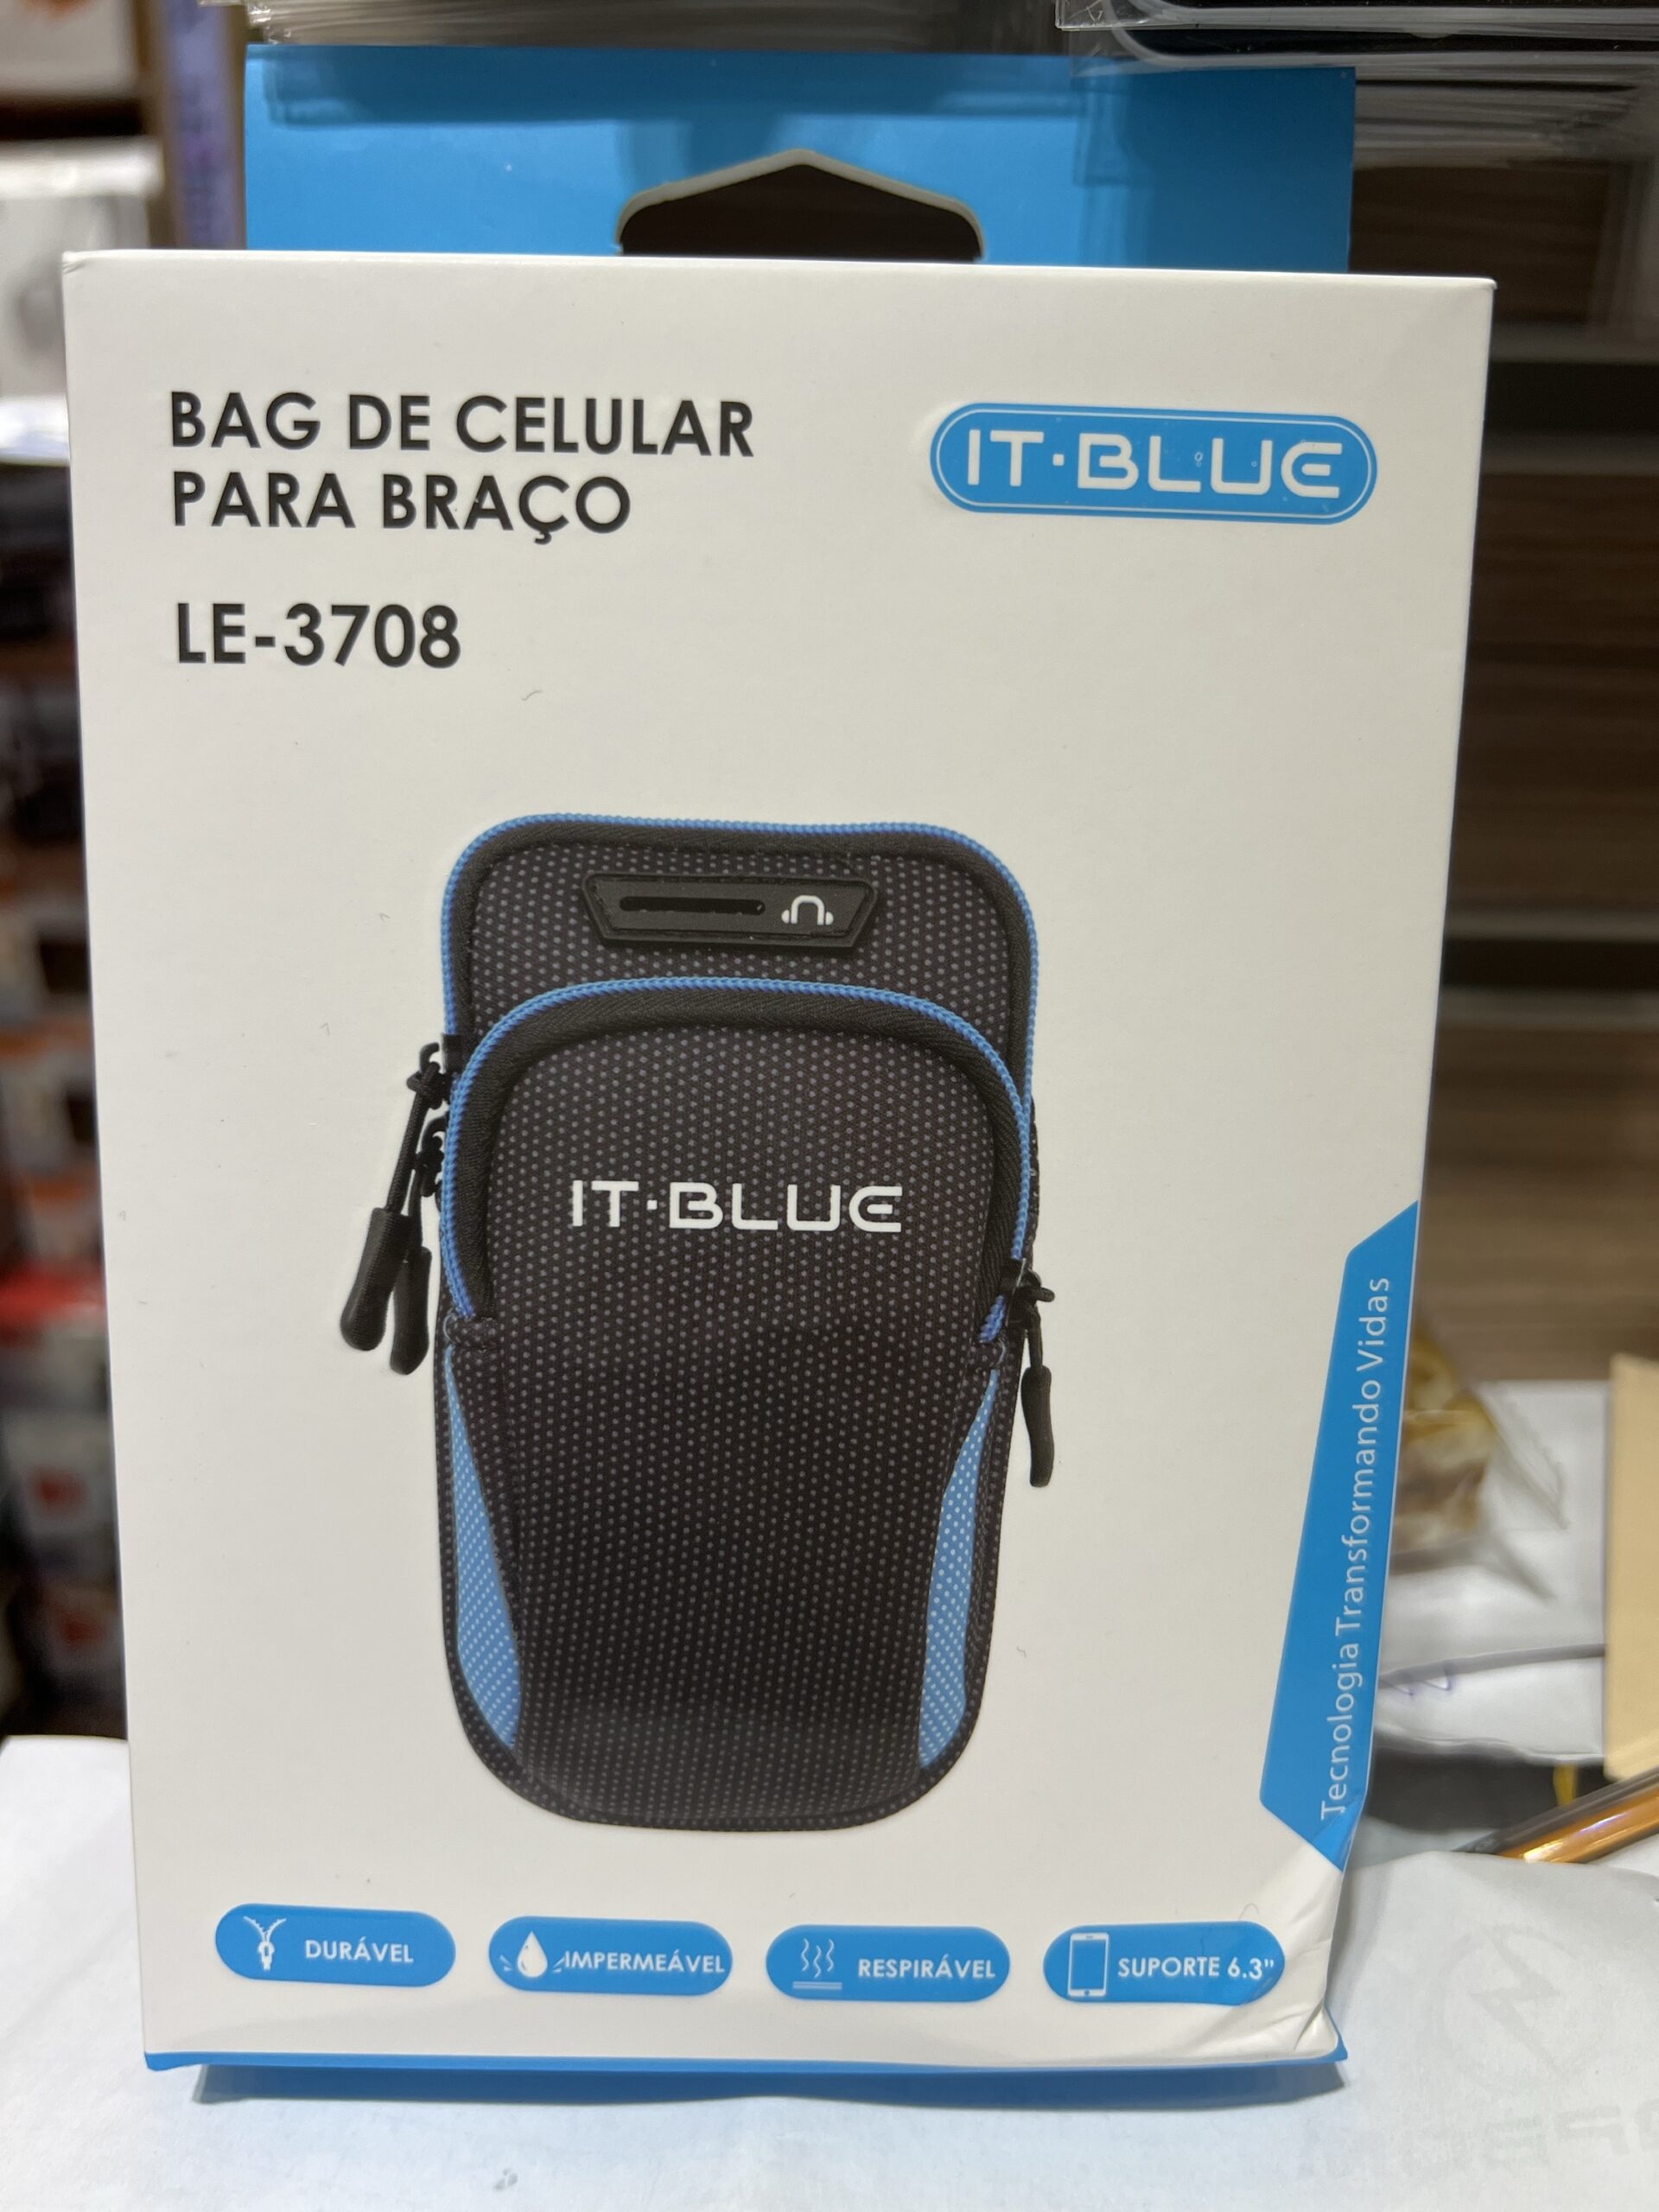 BAG DE CELULAR
PARA BRAÇO
IT·BLUE
LE-3708
IT·BLUE
Tecnologia Transformando Vidas
DURÁVEL
IMPERMEÁVEL
RESPIRÁVEL
SUPORTE 6.3"